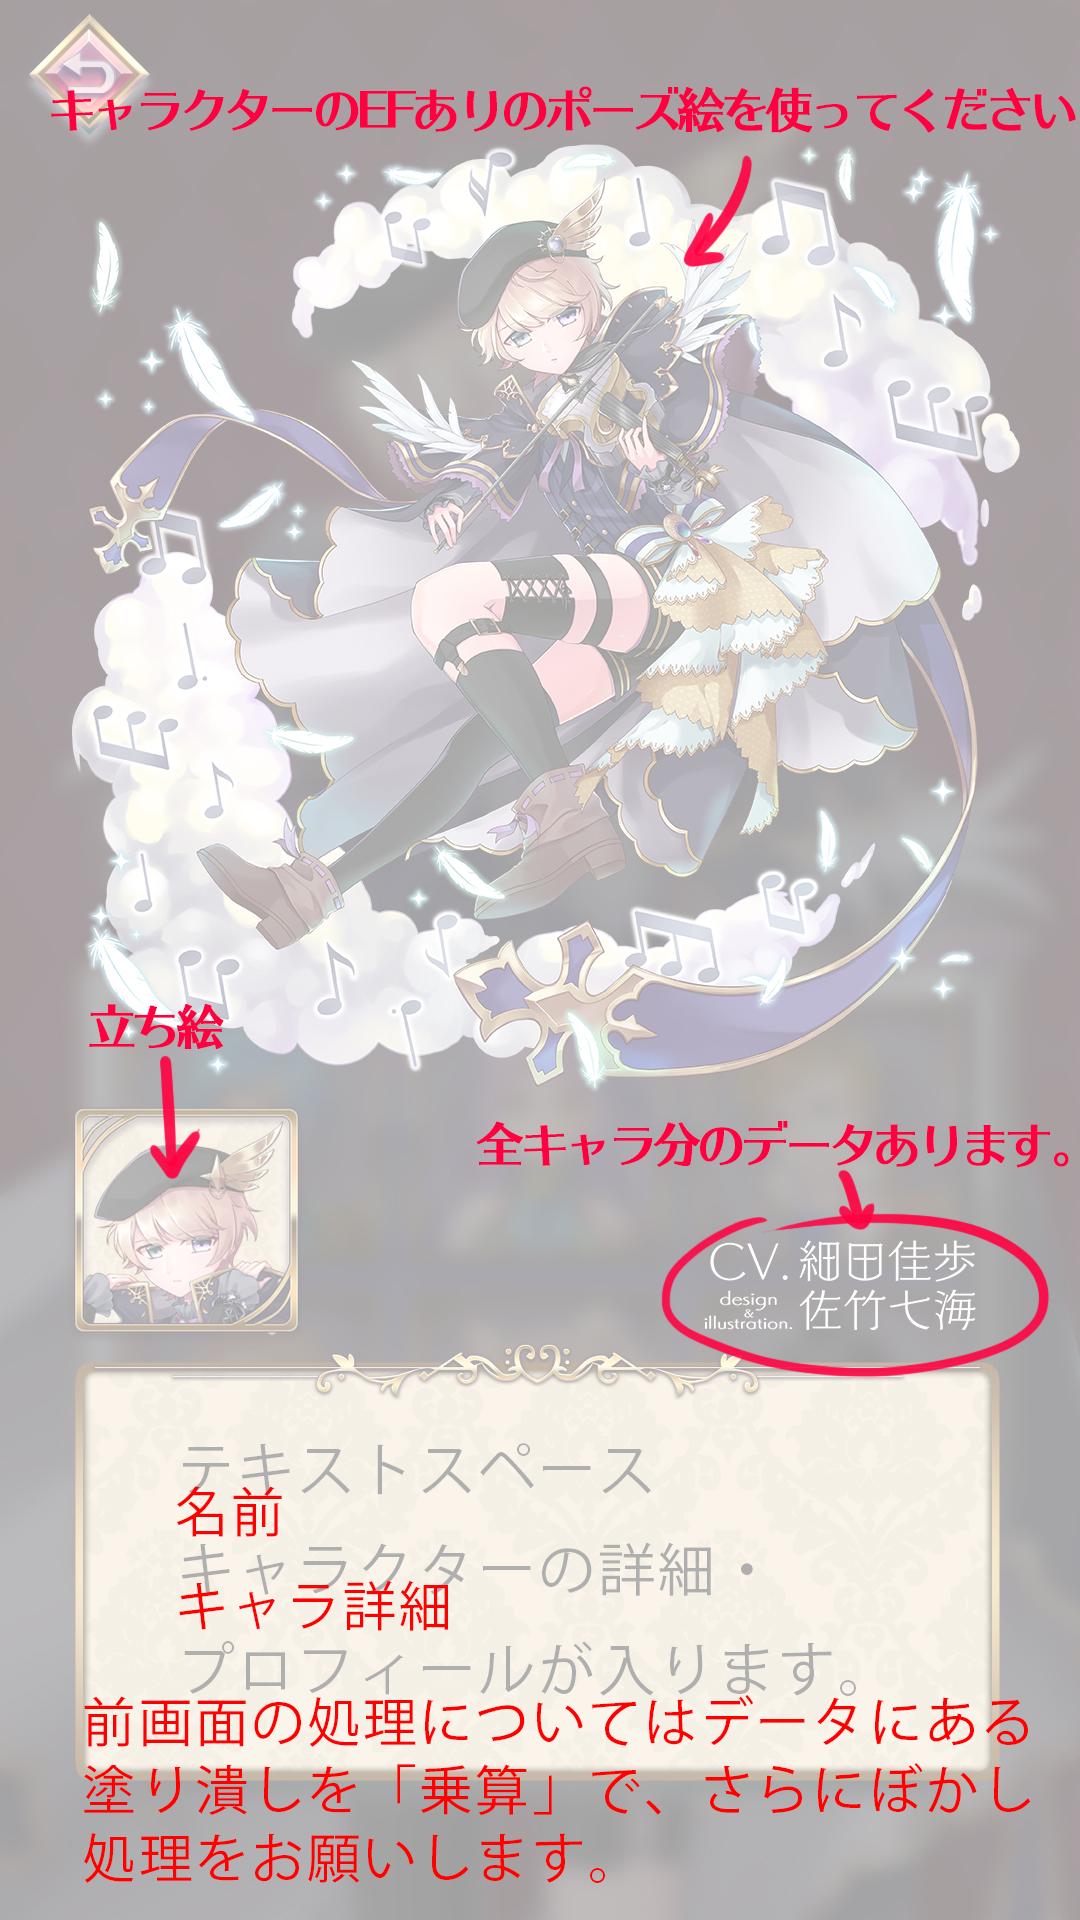 キャラクターのEFありのポーズ絵を使ってください
立ち絵
全キャラ分のデータあります。
CV. 細田佳歩
design & illustration. 佐竹七海
テキストスペース
名前
キャラクターの詳細・
キャラ詳細
プロフィールが入ります。
前画面の処理についてはデータにある
塗り潰しを「乗算」で、さらにぼかし
処理をお願いします。